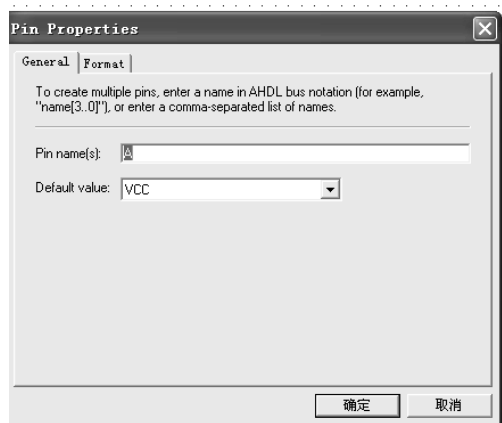 Pin Properties
General Format
To create multiple pins, enter a name in AHDL bus notation (for example,
"name[3..0]"), or enter a comma-separated list of names.
Pin name(s): A
Default value: VCC
确定 取消